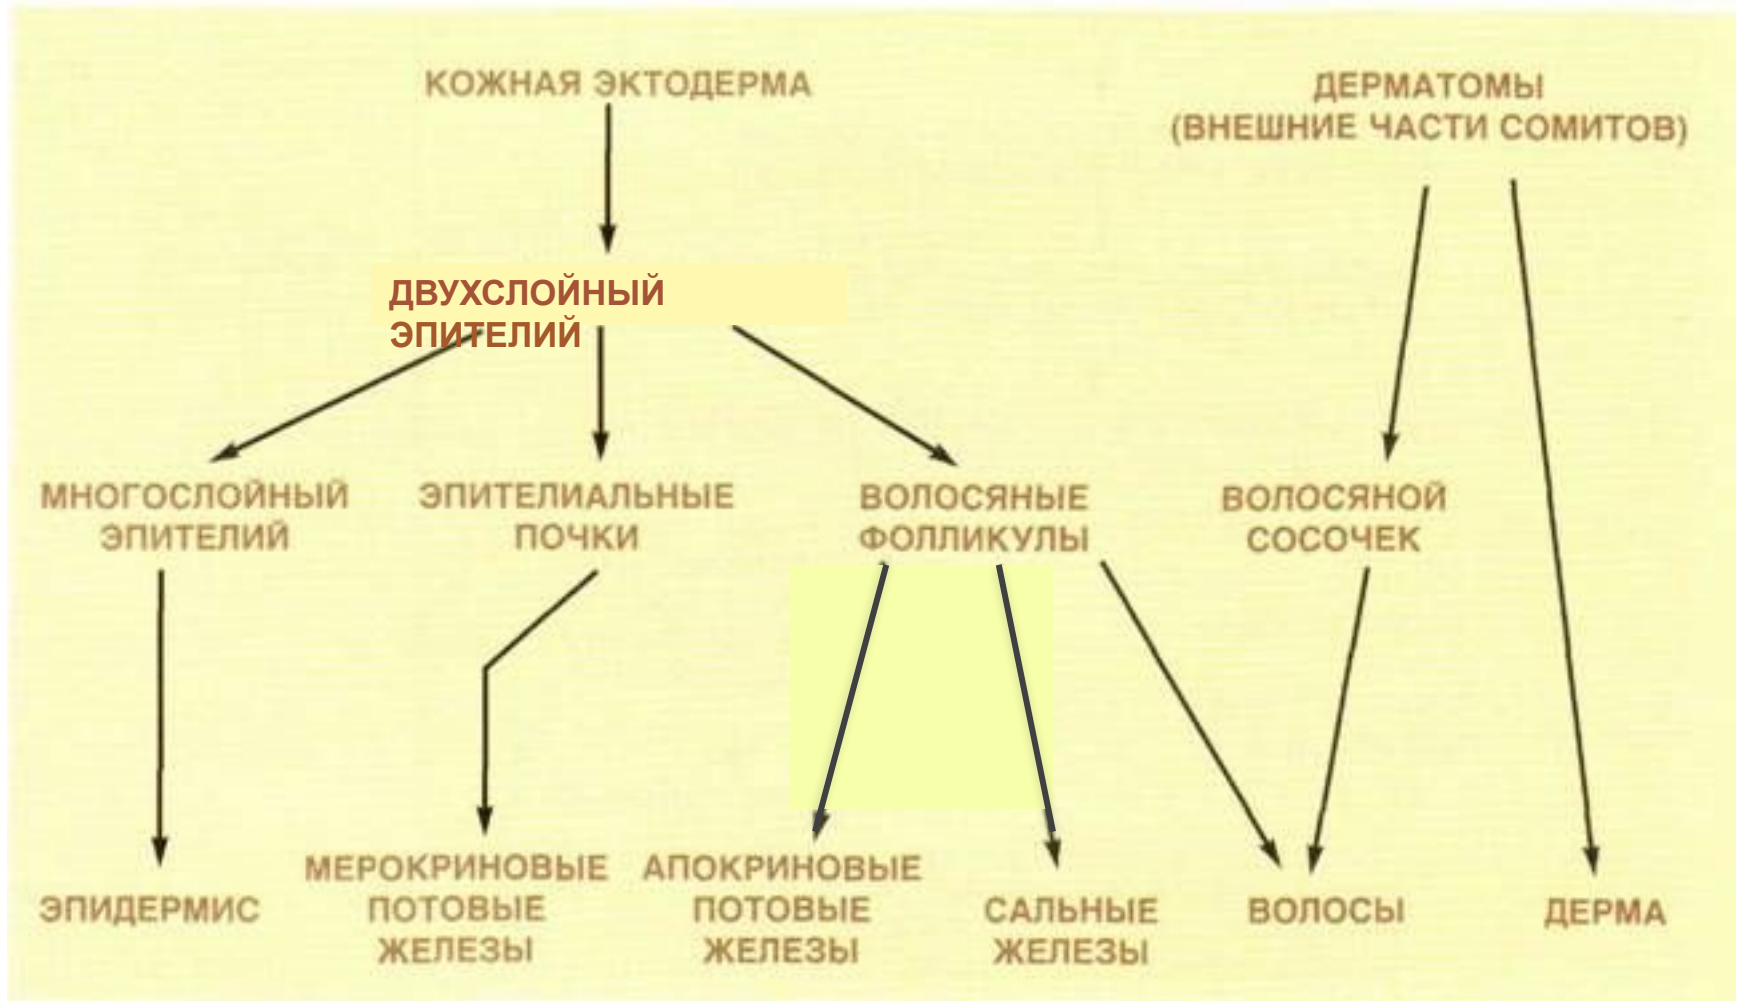 КОЖНАЯ ЭКТОДЕРМА
ДЕРМАТОМЫ
(ВНЕШНИЕ ЧАСТИ СОМИТОВ)
ДВУХСЛОЙНЫЙ
ЭПИТЕЛИЙ
МНОГОСЛОЙНЫЙ
ЭПИТЕЛИЙ
ЭПИТЕЛИАЛЬНЫЕ
ПОЧКИ
ВОЛОСЯНЫЕ
ФОЛЛИКУЛЫ
ВОЛОСЯНОЙ
СОСОЧЕК
ЭПИДЕРМИС
МЕРОКРИНОВЫЕ
ПОТОВЫЕ
ЖЕЛЕЗЫ
АПОКРИНОВЫЕ
ПОТОВЫЕ
ЖЕЛЕЗЫ
САЛЬНЫЕ
ЖЕЛЕЗЫ
ВОЛОСЫ
ДЕРМА